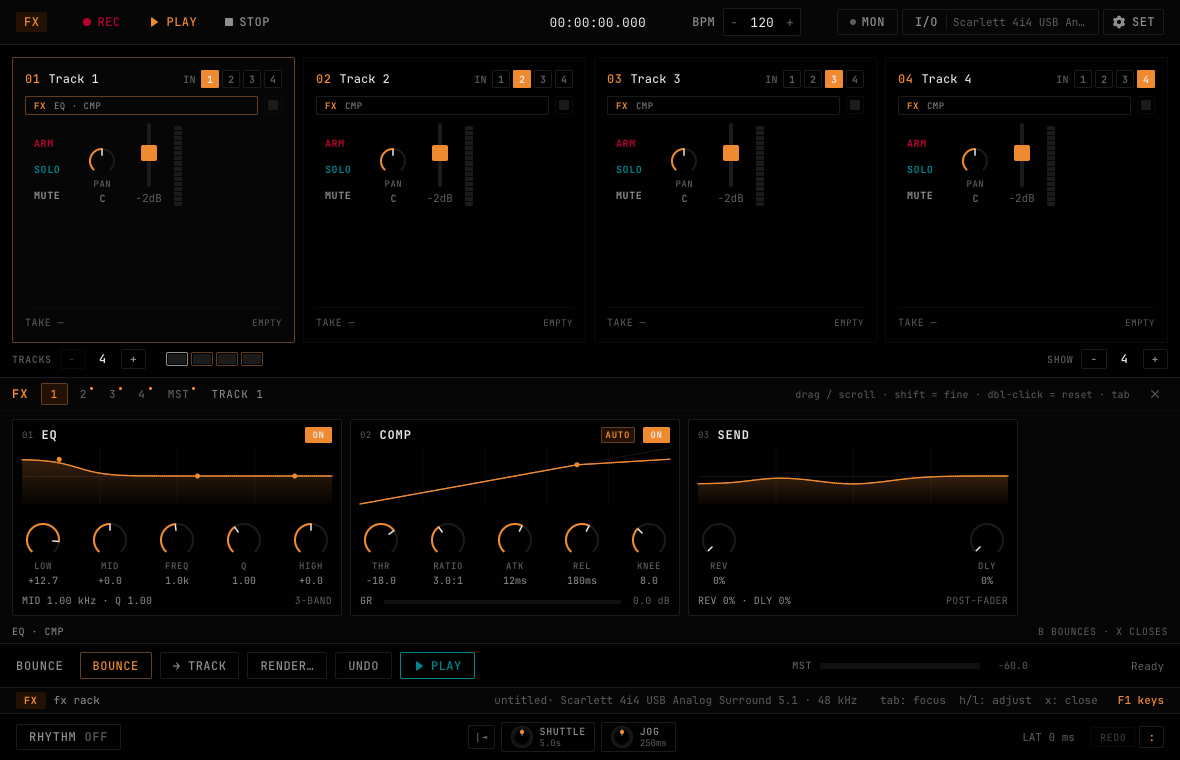 FX REC PLAY STOP 00:00:00.000 BPM - 120 + MON I/O Scarlett 4i4 USB An… SET
01 Track 1 IN 1 2 3 4
FX EQ · CMP
ARM
SOLO
MUTE
PAN
C
-2dB
TAKE — EMPTY
02 Track 2 IN 1 2 3 4
FX CMP
ARM
SOLO
MUTE
PAN
C
-2dB
TAKE — EMPTY
03 Track 3 IN 1 2 3 4
FX CMP
ARM
SOLO
MUTE
PAN
C
-2dB
TAKE — EMPTY
04 Track 4 IN 1 2 3 4
FX CMP
ARM
SOLO
MUTE
PAN
C
-2dB
TAKE — EMPTY
TRACKS - 4 + SHOW - 4 +
FX 1 2 3 4 MST TRACK 1 drag / scroll · shift = fine · dbl-click = reset · tab ×
01 EQ ON
LOW MID FREQ Q HIGH
+12.7 +0.0 1.0k 1.00 +0.0
MID 1.00 kHz · Q 1.00 3-BAND
02 COMP AUTO ON
THR RATIO ATK REL KNEE
-18.0 3.0:1 12ms 180ms 8.0
GR 0.0 dB
03 SEND
REV DLY
0% 0%
REV 0% · DLY 0% POST-FADER
EQ · CMP B BOUNCES · X CLOSES
BOUNCE BOUNCE → TRACK RENDER… UNDO PLAY MST -60.0 Ready
FX fx rack untitled· Scarlett 4i4 USB Analog Surround 5.1 · 48 kHz tab: focus h/l: adjust x: close F1 keys
RHYTHM OFF |→ SHUTTLE 5.0s JOG 250ms LAT 0 ms REDO :